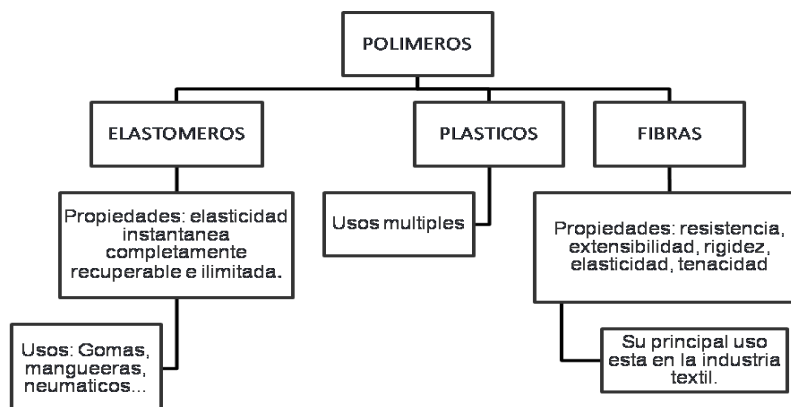 POLIMEROS
ELASTOMEROS
PLASTICOS
FIBRAS
Propiedades: elasticidad
instantanea
completamente
recuperable e ilimitada.
Usos multiples
Propiedades: resistencia,
extensibilidad, rigidez,
elasticidad, tenacidad
Usos: Gomas,
mangueeras,
neumaticos...
Su principal uso
esta en la industria
textil.